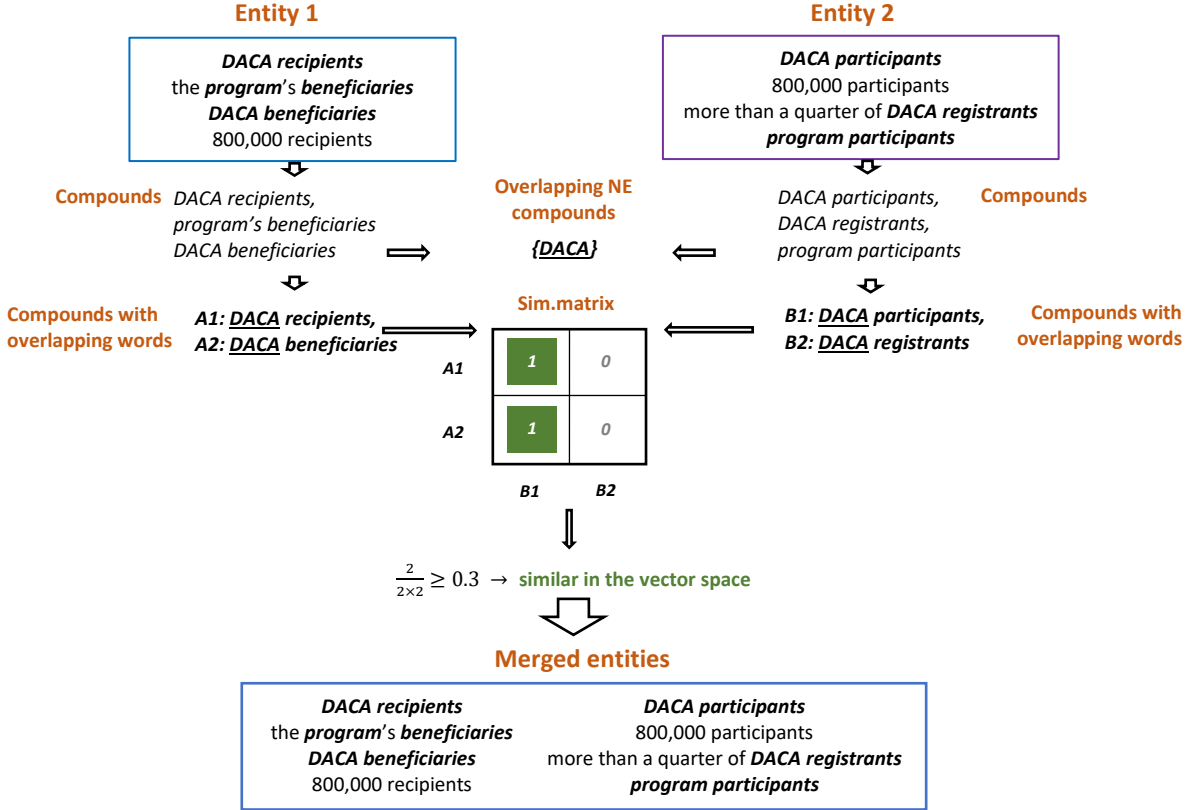 Entity 1
Entity 2
DACA recipients
the program's beneficiaries
DACA beneficiaries
800,000 recipients
DACA participants
800,000 participants
more than a quarter of DACA registrants
program participants
Compounds
DACA recipients,
program's beneficiaries
DACA beneficiaries
Overlapping NE
compounds
{DACA}
DACA participants,
DACA registrants,
program participants
Compounds
Compounds with
overlapping words
A1: DACA recipients,
A2: DACA beneficiaries
Sim.matrix
B1: DACA participants,
B2: DACA registrants
Compounds with
overlapping words
A1 1 0
A2 1 0
B1 B2
2/(2×2) ≥ 0.3 → similar in the vector space
Merged entities
DACA recipients
the program's beneficiaries
DACA beneficiaries
800,000 recipients
DACA participants
800,000 participants
more than a quarter of DACA registrants
program participants